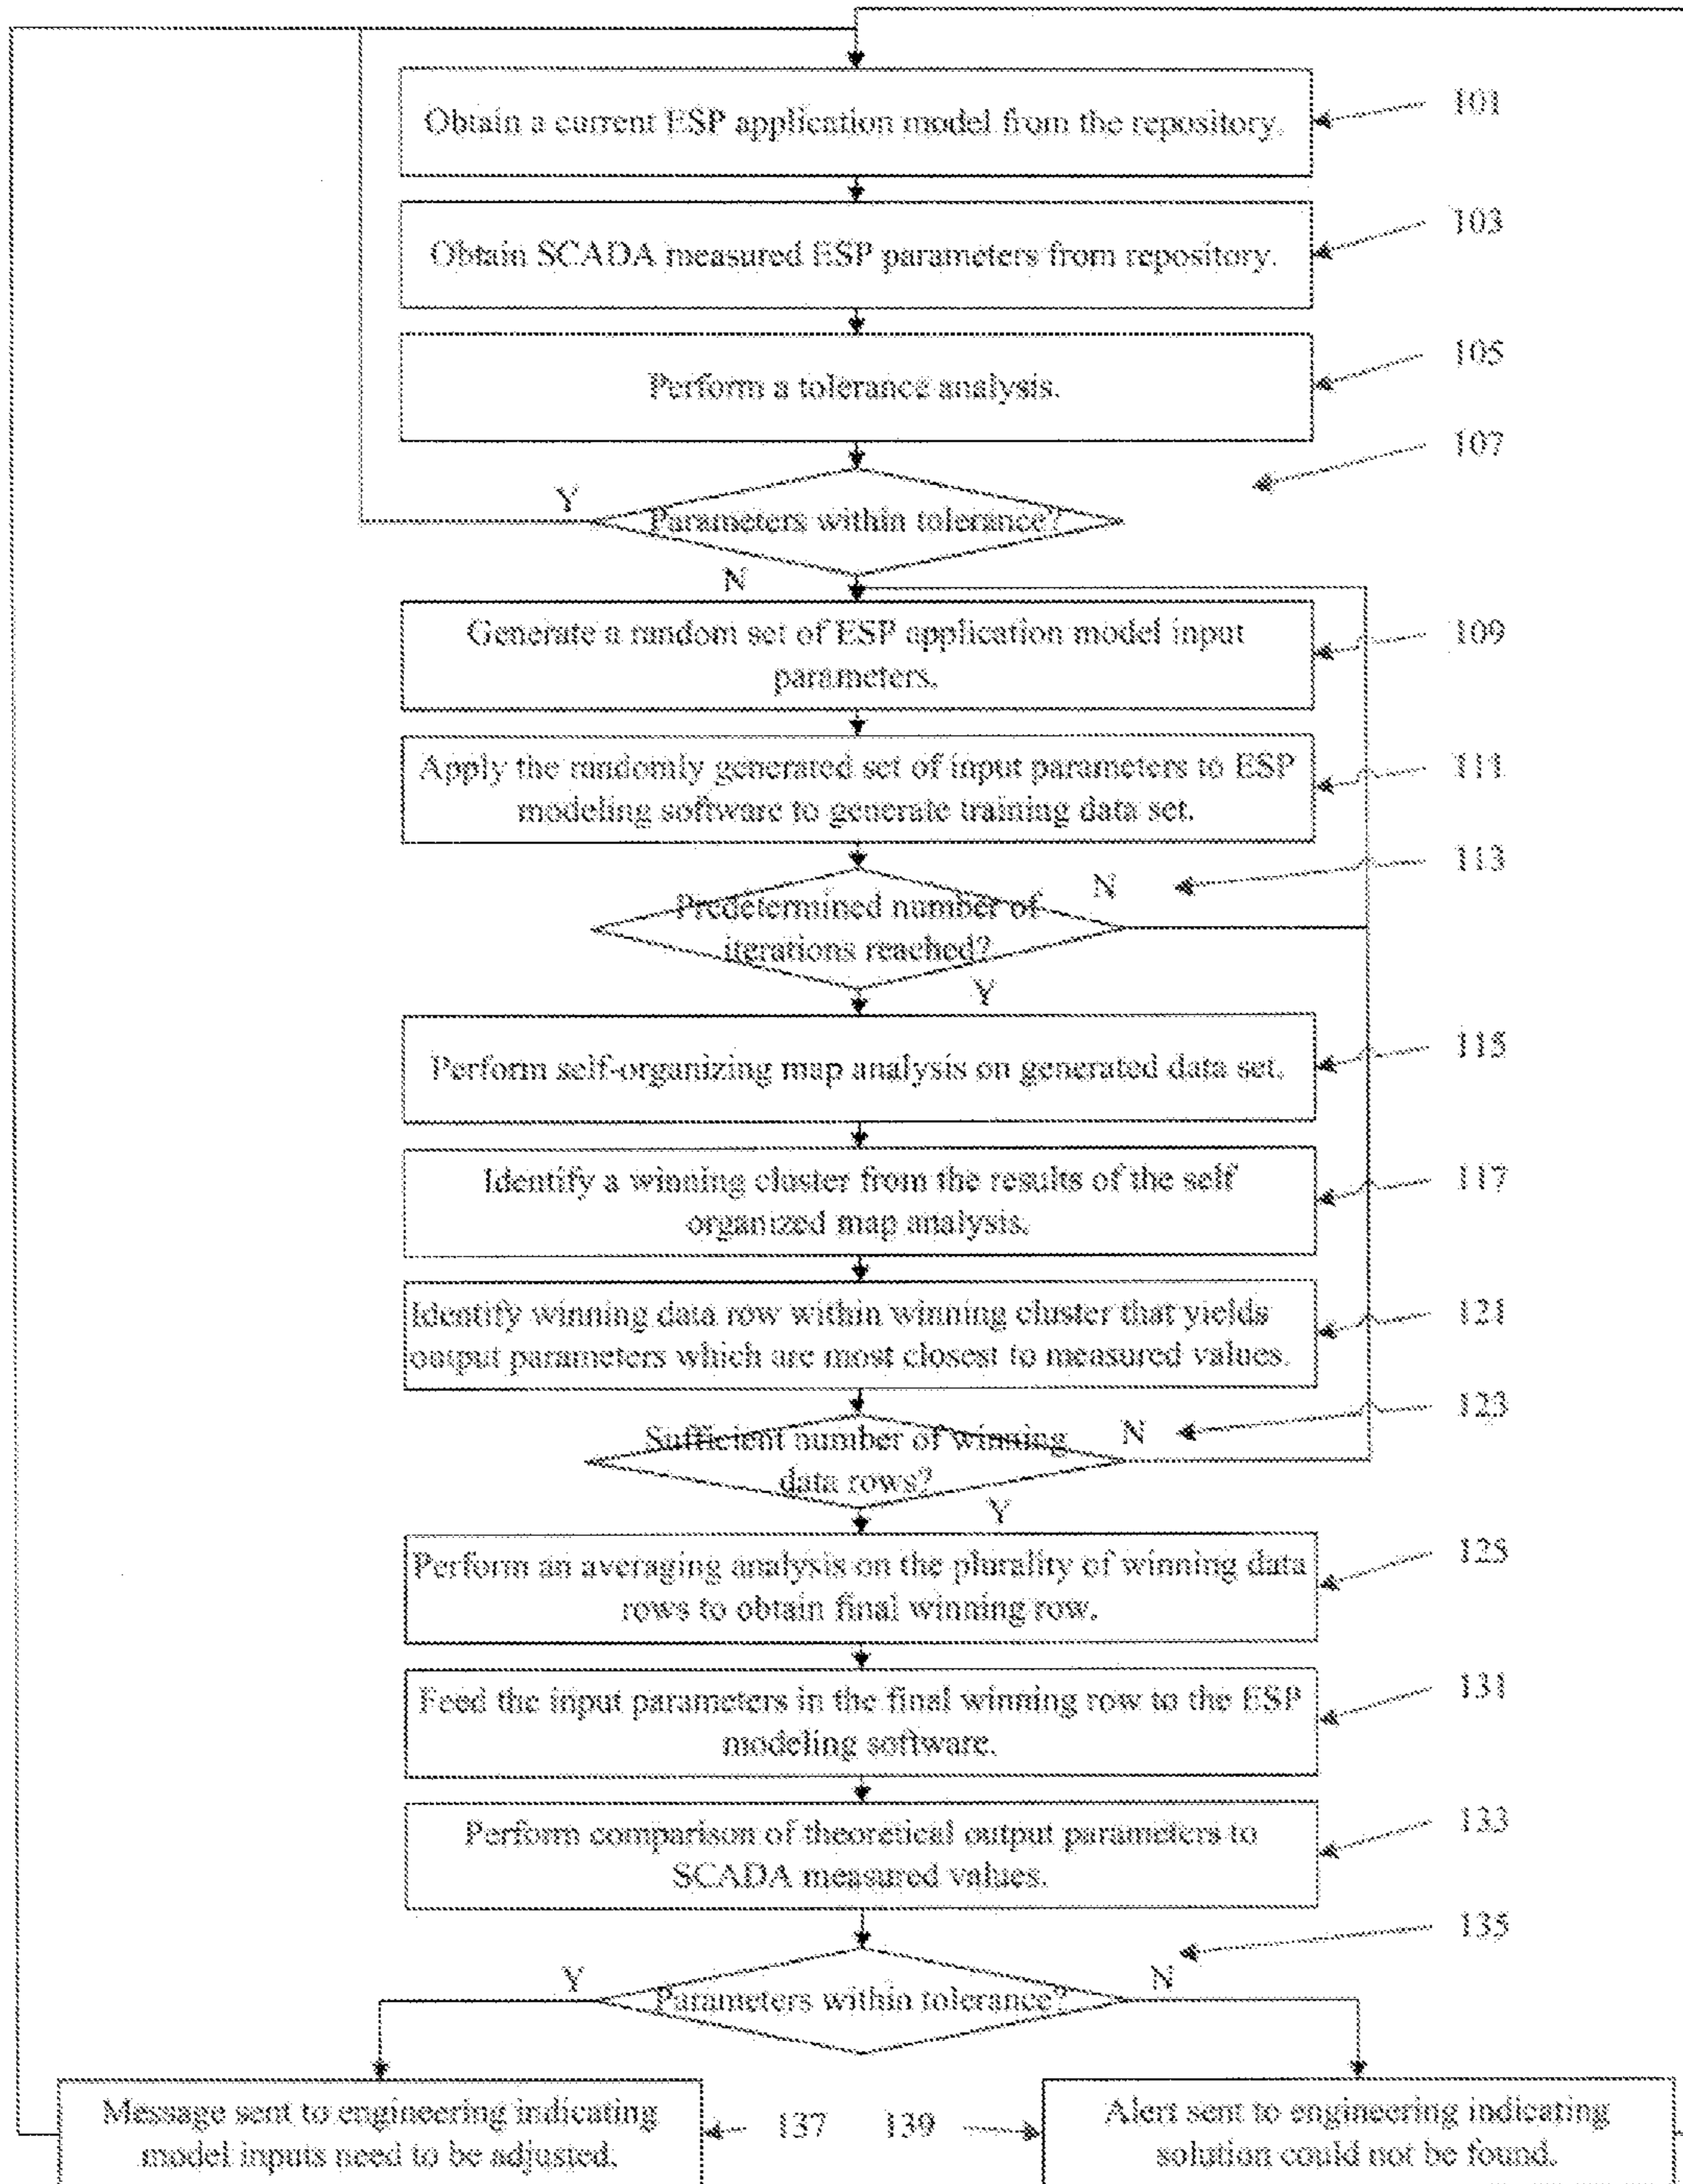 Obtain a current ESP application model from the repository.
101
Obtain SCADA measured ESP parameters from repository.
103
Perform a tolerance analysis.
105
107
Y
Parameters within tolerance?
N
Generate a random set of ESP application model input
parameters.
109
Apply the randomly generated set of input parameters to ESP
modeling software to generate training data set.
111
113
N
Predetermined number of
iterations reached?
Y
Perform self-organizing map analysis on generated data set.
115
Identify a winning cluster from the results of the self
organized map analysis.
117
Identify winning data row within winning cluster that yields
output parameters which are most closest to measured values.
121
123
N
Sufficient number of winning
data rows?
Y
Perform an averaging analysis on the plurality of winning data
rows to obtain final winning row.
125
Feed the input parameters in the final winning row to the ESP
modeling software.
131
Perform comparison of theoretical output parameters to
SCADA measured values.
133
135
Y
N
Parameters within tolerance?
Message sent to engineering indicating
model inputs need to be adjusted.
137
139
Alert sent to engineering indicating
solution could not be found.